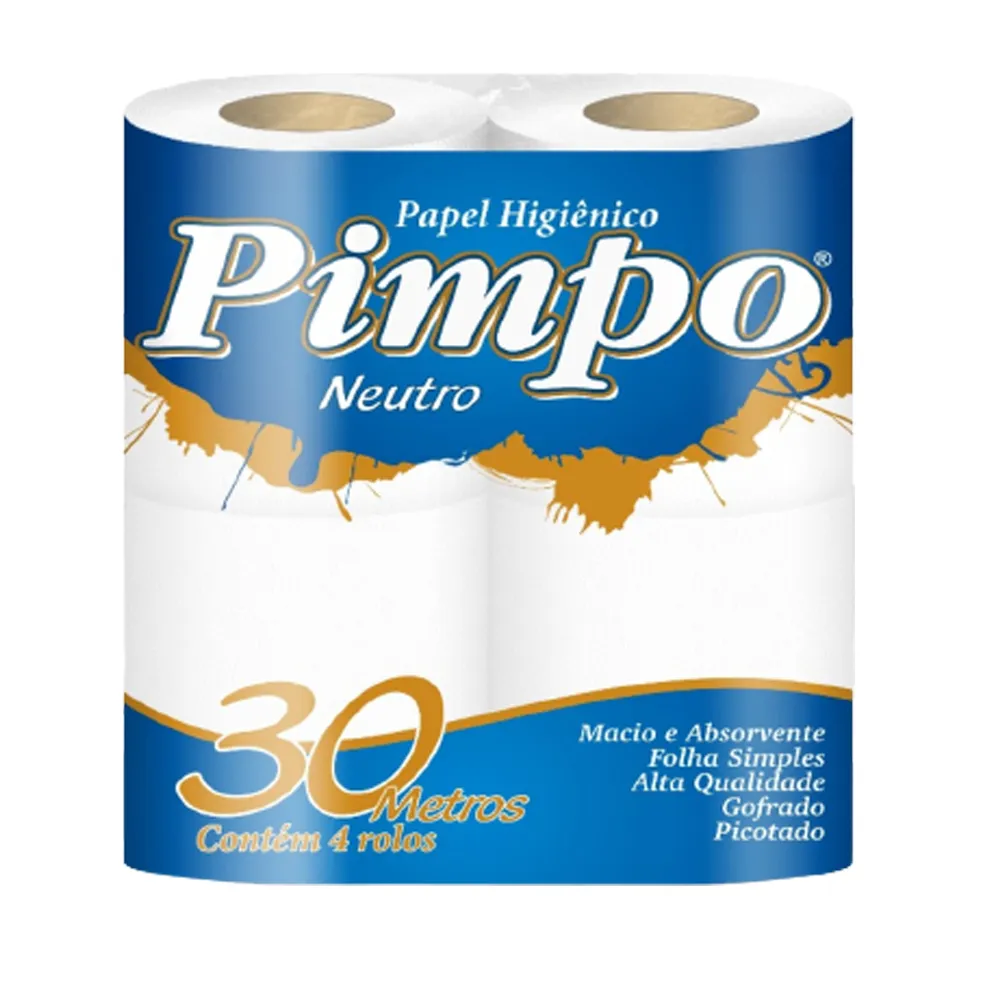 Papel Higiênico
Pimpo®
Neutro
30
Metros
Contém 4 rolos
Macio e Absorvente
Folha Simples
Alta Qualidade
Gofrado
Picotado